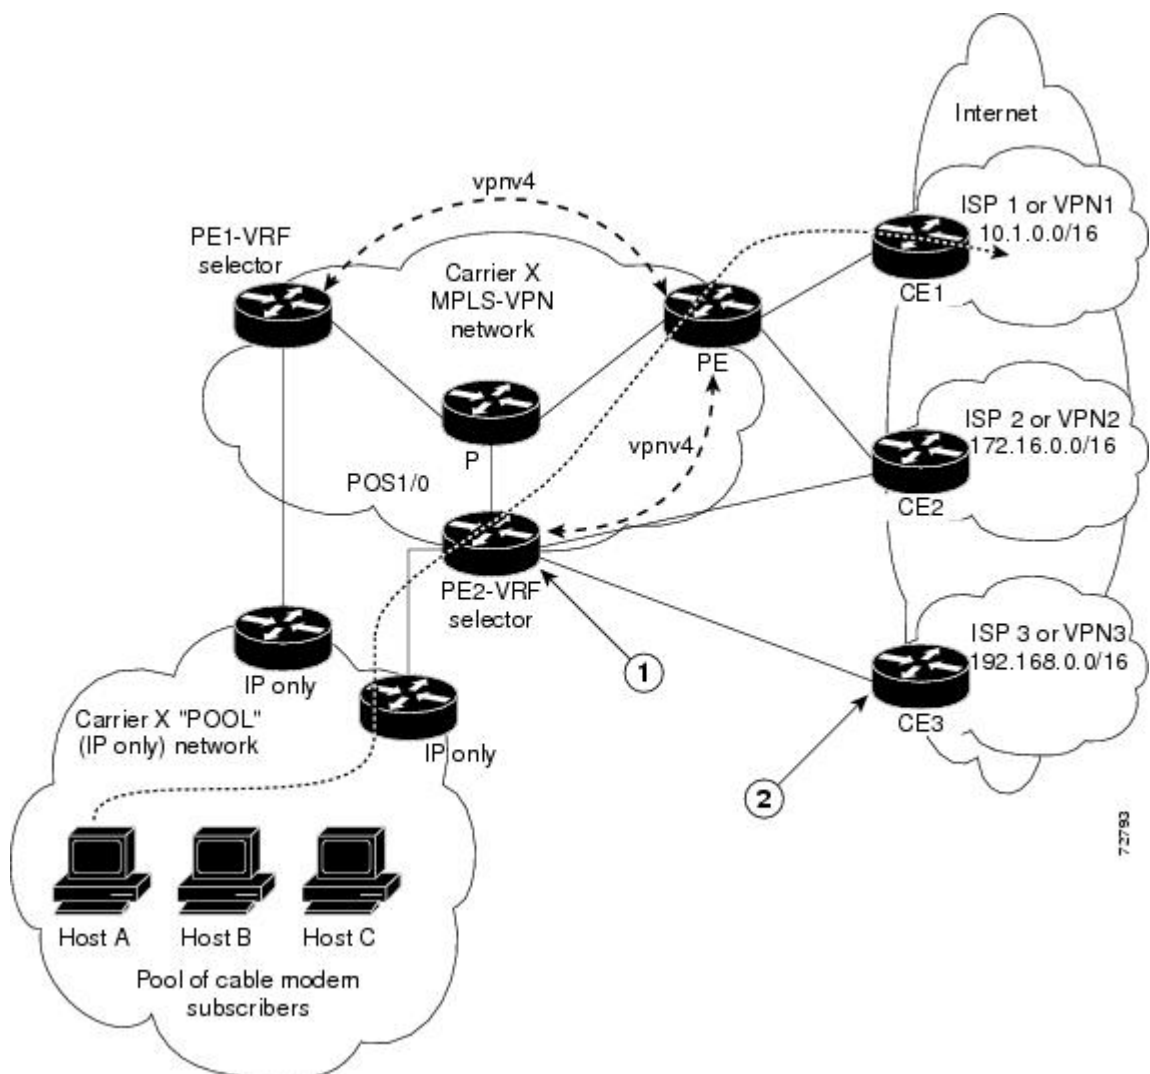 Internet
vpnv4
ISP 1 or VPN1
10.1.0.0/16
PE1-VRF
selector
Carrier X
MPLS-VPN
network
CE1
PE
ISP 2 or VPN2
172.16.0.0/16
vpnv4
P
POS1/0
CE2
PE2-VRF
selector
ISP 3 or VPN3
192.168.0.0/16
1
IP only
Carrier X "POOL"
(IP only) network
CE3
IP only
2
72793
Host A
Host B
Host C
Pool of cable modem
subscribers